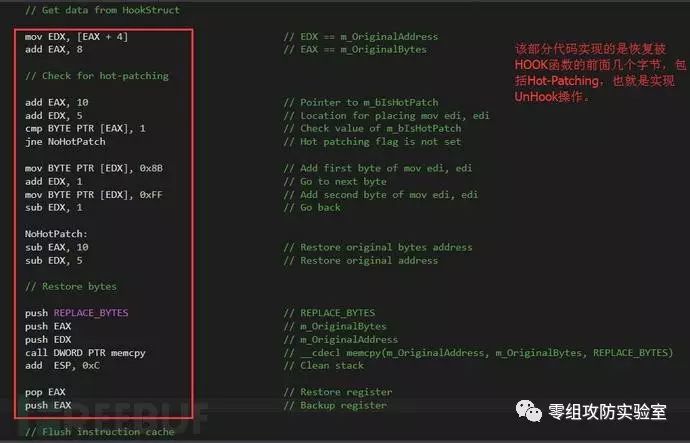 // Get data from HookStruct
mov EDX, [EAX + 4] // EDX == m_OriginalAddress
add EAX, 8 // EAX == m_OriginalBytes
// Check for hot-patching
add EAX, 10 // Pointer to m_bIsHotPatch
add EDX, 5 // Location for placing mov edi, edi
cmp BYTE PTR [EAX], 1 // Check value of m_bIsHotPatch
jne NoHotPatch // Hot patching flag is not set
mov BYTE PTR [EDX], 0x8B // Add first byte of mov edi, edi
add EDX, 1 // Go to next byte
mov BYTE PTR [EDX], 0xFF // Add second byte of mov edi, edi
sub EDX, 1 // Go back
NoHotPatch:
sub EAX, 10 // Restore original bytes address
sub EDX, 5 // Restore original address
// Restore bytes
push REPLACE_BYTES // REPLACE_BYTES
push EAX // m_OriginalBytes
push EDX // m_OriginalAddress
call DWORD PTR memcpy // __cdecl memcpy(m_OriginalAddress, m_OriginalBytes, REPLACE_BYTES)
add ESP, 0xC // Clean stack
pop EAX // Restore register
push EAX // Backup register
// Flush instruction cache
该部分代码实现的是恢复被
HOOK函数的前面几个字节，包
括Hot-Patching，也就是实现
UnHook操作。
REEBUF
零组攻防实验室